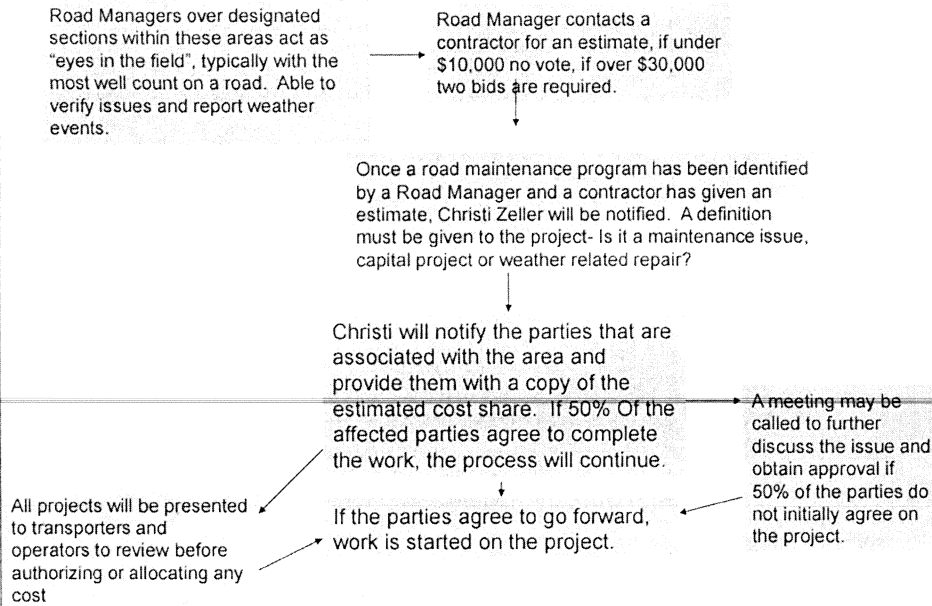 Road Managers over designated
sections within these areas act as
“eyes in the field”, typically with the
most well count on a road.  Able to
verify issues and report weather
events.
Road Manager contacts a
contractor for an estimate, if under
$10,000 no vote, if over $30,000
two bids are required.
Once a road maintenance program has been identified
by a Road Manager and a contractor has given an
estimate, Christi Zeller will be notified.  A definition
must be given to the project- Is it a maintenance issue,
capital project or weather related repair?
Christi will notify the parties that are
associated with the area and
provide them with a copy of the
estimated cost share.  If 50% Of the
affected parties agree to complete
the work, the process will continue.
A meeting may be
called to further
discuss the issue and
obtain approval if
50% of the parties do
not initially agree on
the project.
All projects will be presented
to transporters and
operators to review before
authorizing or allocating any
cost
If the parties agree to go forward,
work is started on the project.